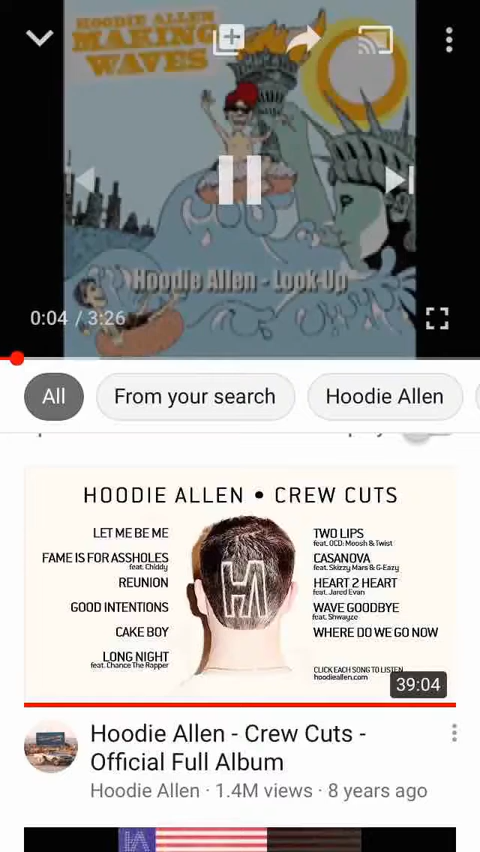 HOODIE ALLEN
MAKING
WAVES
Hoodie Allen - Look Up
0:04 / 3:26
All
From your search
Hoodie Allen
HOODIE ALLEN • CREW CUTS
LET ME BE ME
FAME IS FOR ASSHOLES
feat. Chiddy
REUNION
GOOD INTENTIONS
CAKE BOY
LONG NIGHT
feat. Chance The Rapper
HA
TWO LIPS
feat. OCD: Moosh & Twist
CASANOVA
feat. Skizzy Mars & G-Eazy
HEART 2 HEART
feat. Jared Evan
WAVE GOODBYE
feat. Shwayze
WHERE DO WE GO NOW
CLICK EACH SONG TO LISTEN
hoodieallen.com
39:04
Hoodie Allen - Crew Cuts -
Official Full Album
Hoodie Allen · 1.4M views · 8 years ago